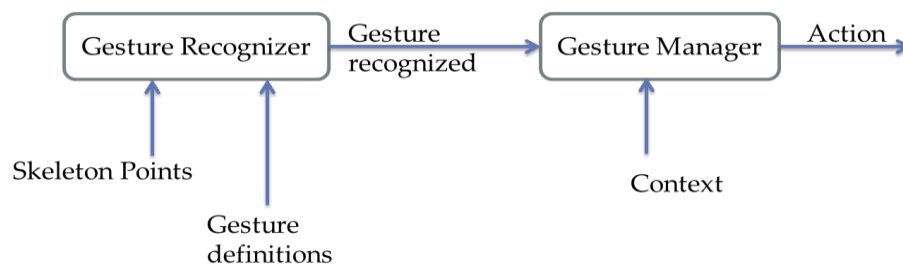 Gesture Recognizer
Gesture
recognized
Gesture Manager
Action
Skeleton Points
Context
Gesture
definitions